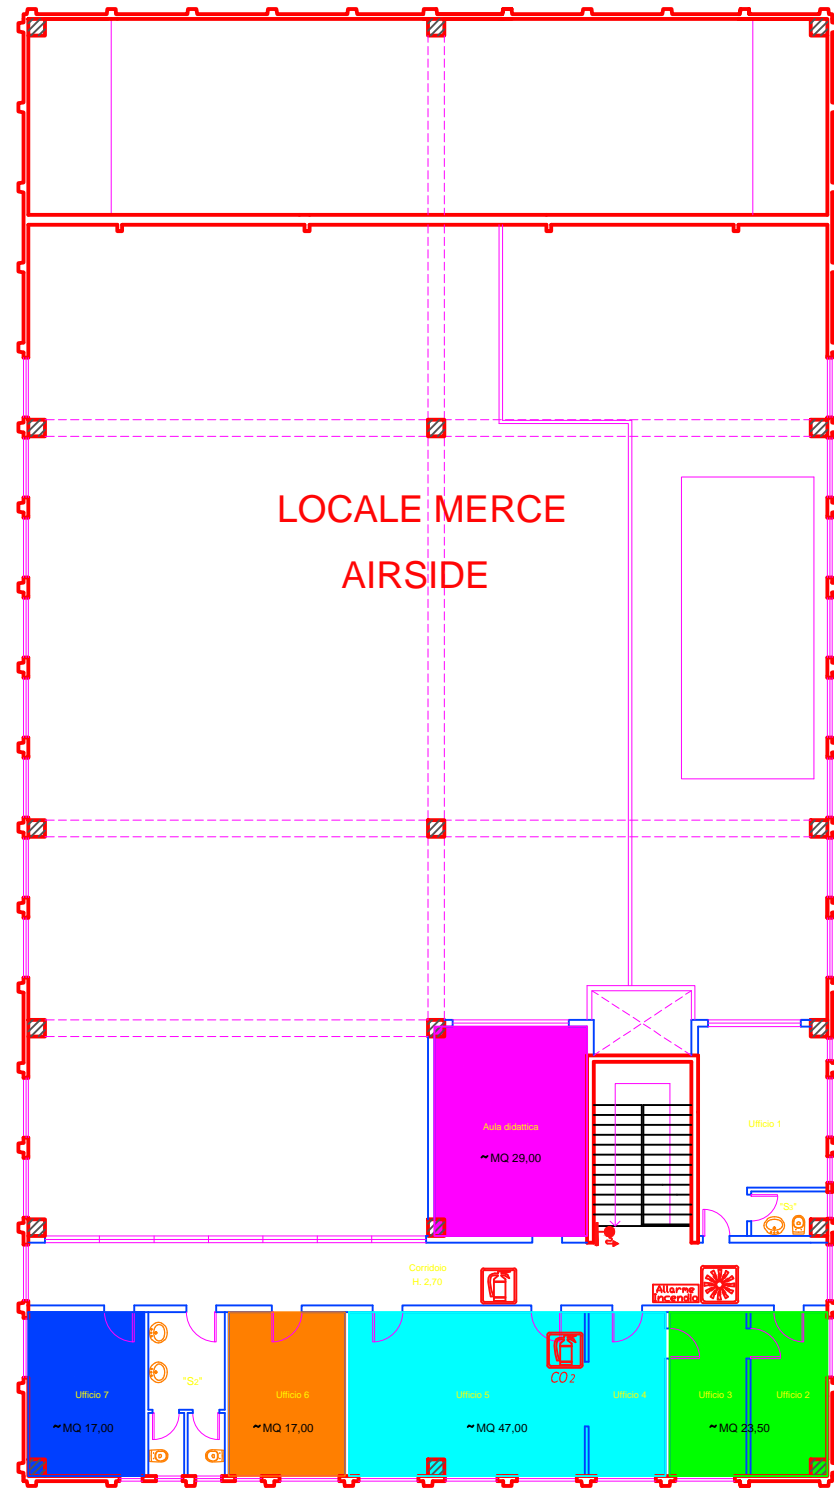 LOCALE MERCE
AIRSIDE
Aula didattica
~MQ 29,00
Ufficio 1
"S3"
Corridoio
H. 2,70
Allarme
Incendio
CO2
Ufficio 7
~MQ 17,00
"S2"
Ufficio 6
~MQ 17,00
Ufficio 5
~MQ 47,00
Ufficio 4
Ufficio 3
~MQ 23,50
Ufficio 2